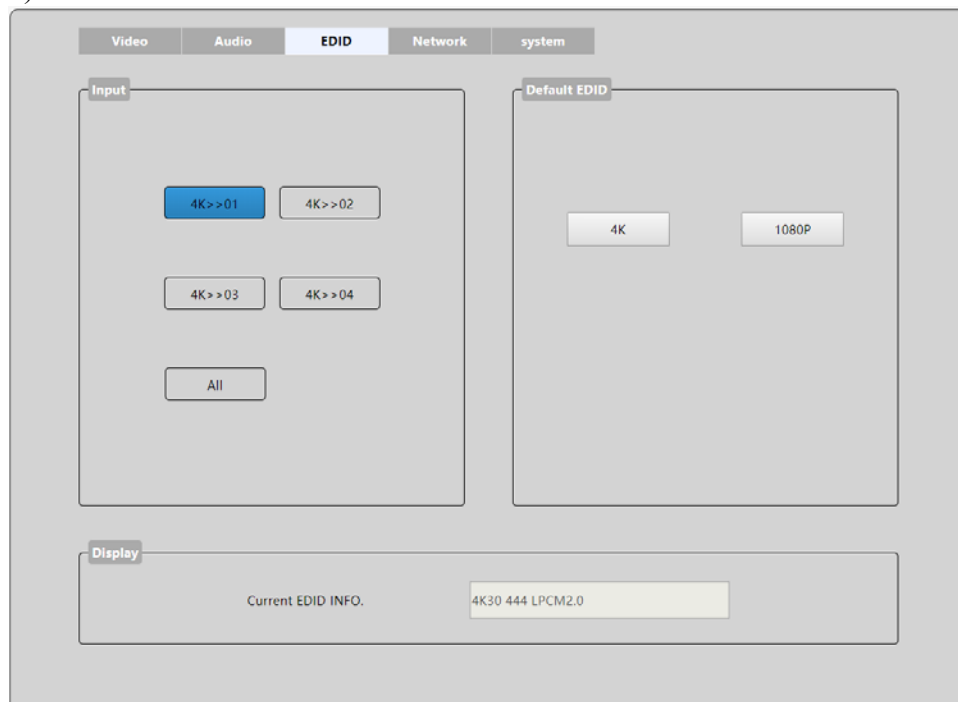 )
Video Audio EDID Network system
Input
Default EDID
4K>>01 4K>>02
4K 1080P
4K>>03 4K>>04
All
Display
Current EDID INFO. 4K30 444 LPCM2.0